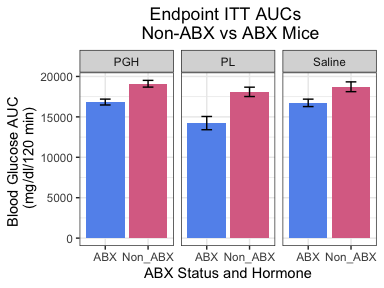 Endpoint ITT AUCs
Non-ABX vs ABX Mice
PGH PL Saline
Blood Glucose AUC
(mg/dl/120 min)
20000
15000
10000
5000
0
ABX Non_ABX ABX Non_ABX ABX Non_ABX
ABX Status and Hormone